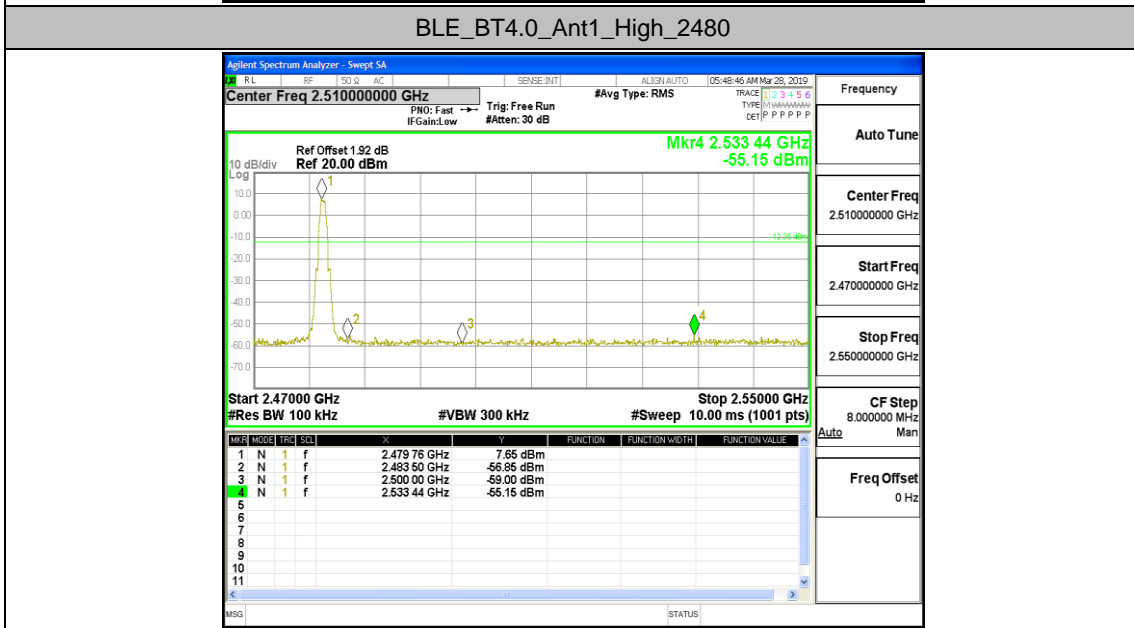 BLE_BT4.0_Ant1_High_2480
Agilent Spectrum Analyzer - Swept SA
RL RF 50 Ω AC SENSE:INT ALIGN AUTO 05:48:46 AM Mar 28, 2019
Center Freq 2.510000000 GHz #Avg Type: RMS TRACE 1 2 3 4 5 6
PNO: Fast Trig: Free Run TYPE M WWWWW
IFGain:Low #Atten: 30 dB DET P P P P P P
Mkr4 2.533 44 GHz
-55.15 dBm
Ref Offset 1.92 dB
10 dB/div Ref 20.00 dBm
Log
10.0
0.00
-10.0
-20.0
-30.0
-40.0
-50.0
-60.0
-70.0
1
2
3
4
-12.35 dBm
Start 2.47000 GHz Stop 2.55000 GHz
#Res BW 100 kHz #VBW 300 kHz #Sweep 10.00 ms (1001 pts)
MKR MODE TRC SCL X Y FUNCTION FUNCTION WIDTH FUNCTION VALUE
1 N 1 f 2.479 76 GHz 7.65 dBm
2 N 1 f 2.483 50 GHz -56.85 dBm
3 N 1 f 2.500 00 GHz -59.00 dBm
4 N 1 f 2.533 44 GHz -55.15 dBm
5
6
7
8
9
10
11
MSG STATUS
Frequency
Auto Tune
Center Freq
2.510000000 GHz
Start Freq
2.470000000 GHz
Stop Freq
2.550000000 GHz
CF Step
8.000000 MHz
Auto Man
Freq Offset
0 Hz